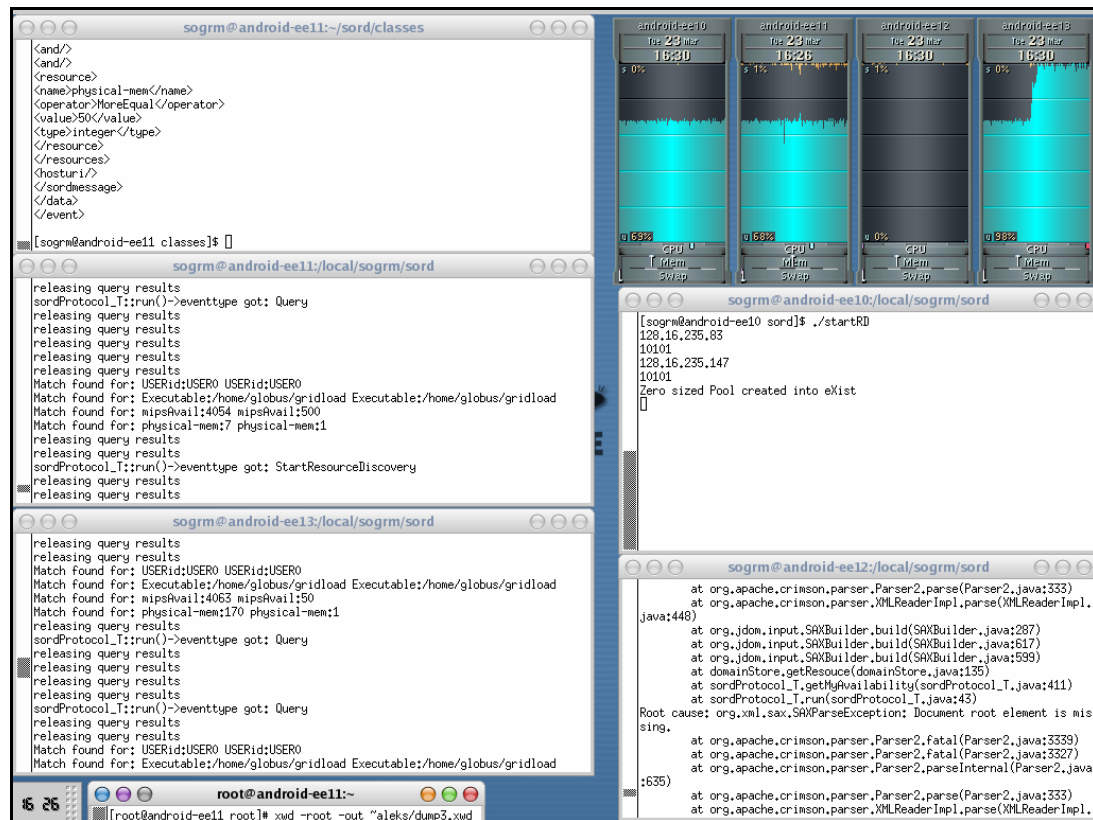 sogrm@android-ee11:~/sord/classes
<and/>
<and/>
<resource>
<name>physical-mem</name>
<operator>MoreEqual</operator>
<value>50</value>
<type>integer</type>
</resource>
</resources>
<hosturi/>
</sordmessage>
</data>
</event>
[sogrm@android-ee11 classes]$
sogrm@android-ee11:/local/sogrm/sord
releasing query results
sordProtocol_T::run()->eventtype got: Query
releasing query results
releasing query results
releasing query results
releasing query results
releasing query results
Match found for: USERid:USER0 USERid:USER0
Match found for: Executable:/home/globus/gridload Executable:/home/globus/gridload
Match found for: mipsAvail:4054 mipsAvail:500
Match found for: physical-mem:7 physical-mem:1
releasing query results
releasing query results
sordProtocol_T::run()->eventtype got: StartResourceDiscovery
releasing query results
releasing query results
sogrm@android-ee13:/local/sogrm/sord
releasing query results
releasing query results
Match found for: USERid:USER0 USERid:USER0
Match found for: Executable:/home/globus/gridload Executable:/home/globus/gridload
Match found for: mipsAvail:4063 mipsAvail:50
Match found for: physical-mem:170 physical-mem:1
releasing query results
sordProtocol_T::run()->eventtype got: Query
releasing query results
releasing query results
releasing query results
releasing query results
sordProtocol_T::run()->eventtype got: Query
releasing query results
releasing query results
Match found for: USERid:USER0 USERid:USER0
Match found for: Executable:/home/globus/gridload Executable:/home/globus/gridload
16 26
root@android-ee11:~
[root@android-ee11 root]# xwd -root -out ~aleks/dump3.xwd
android-ee10
Tue 23 Mar
16:30
s 0%
u 69%
CPU
Mem
Swap
android-ee11
Tue 23 Mar
16:26
s 1%
u 68%
CPU
Mem
Swap
android-ee12
Tue 23 Mar
16:30
s 1%
u 0%
CPU
Mem
Swap
android-ee13
Tue 23 Mar
16:30
s 0%
u 98%
CPU
Mem
Swap
sogrm@android-ee10:/local/sogrm/sord
[sogrm@android-ee10 sord]$ ./startRD
128.16.235.83
10101
128.16.235.147
10101
Zero sized Pool created into eXist
E
sogrm@android-ee12:/local/sogrm/sord
at org.apache.crimson.parser.Parser2.parse(Parser2.java:333)
at org.apache.crimson.parser.XMLReaderImpl.parse(XMLReaderImpl.
java:448)
at org.jdom.input.SAXBuilder.build(SAXBuilder.java:287)
at org.jdom.input.SAXBuilder.build(SAXBuilder.java:617)
at org.jdom.input.SAXBuilder.build(SAXBuilder.java:599)
at domainStore.getResouce(domainStore.java:135)
at sordProtocol_T.getMyAvailability(sordProtocol_T.java:411)
at sordProtocol_T.run(sordProtocol_T.java:43)
Root cause: org.xml.sax.SAXParseException: Document root element is mis
sing.
at org.apache.crimson.parser.Parser2.fatal(Parser2.java:3339)
at org.apache.crimson.parser.Parser2.fatal(Parser2.java:3327)
at org.apache.crimson.parser.Parser2.parseInternal(Parser2.java
:635)
at org.apache.crimson.parser.Parser2.parse(Parser2.java:333)
at org.apache.crimson.parser.XMLReaderImpl.parse(XMLReaderImpl.